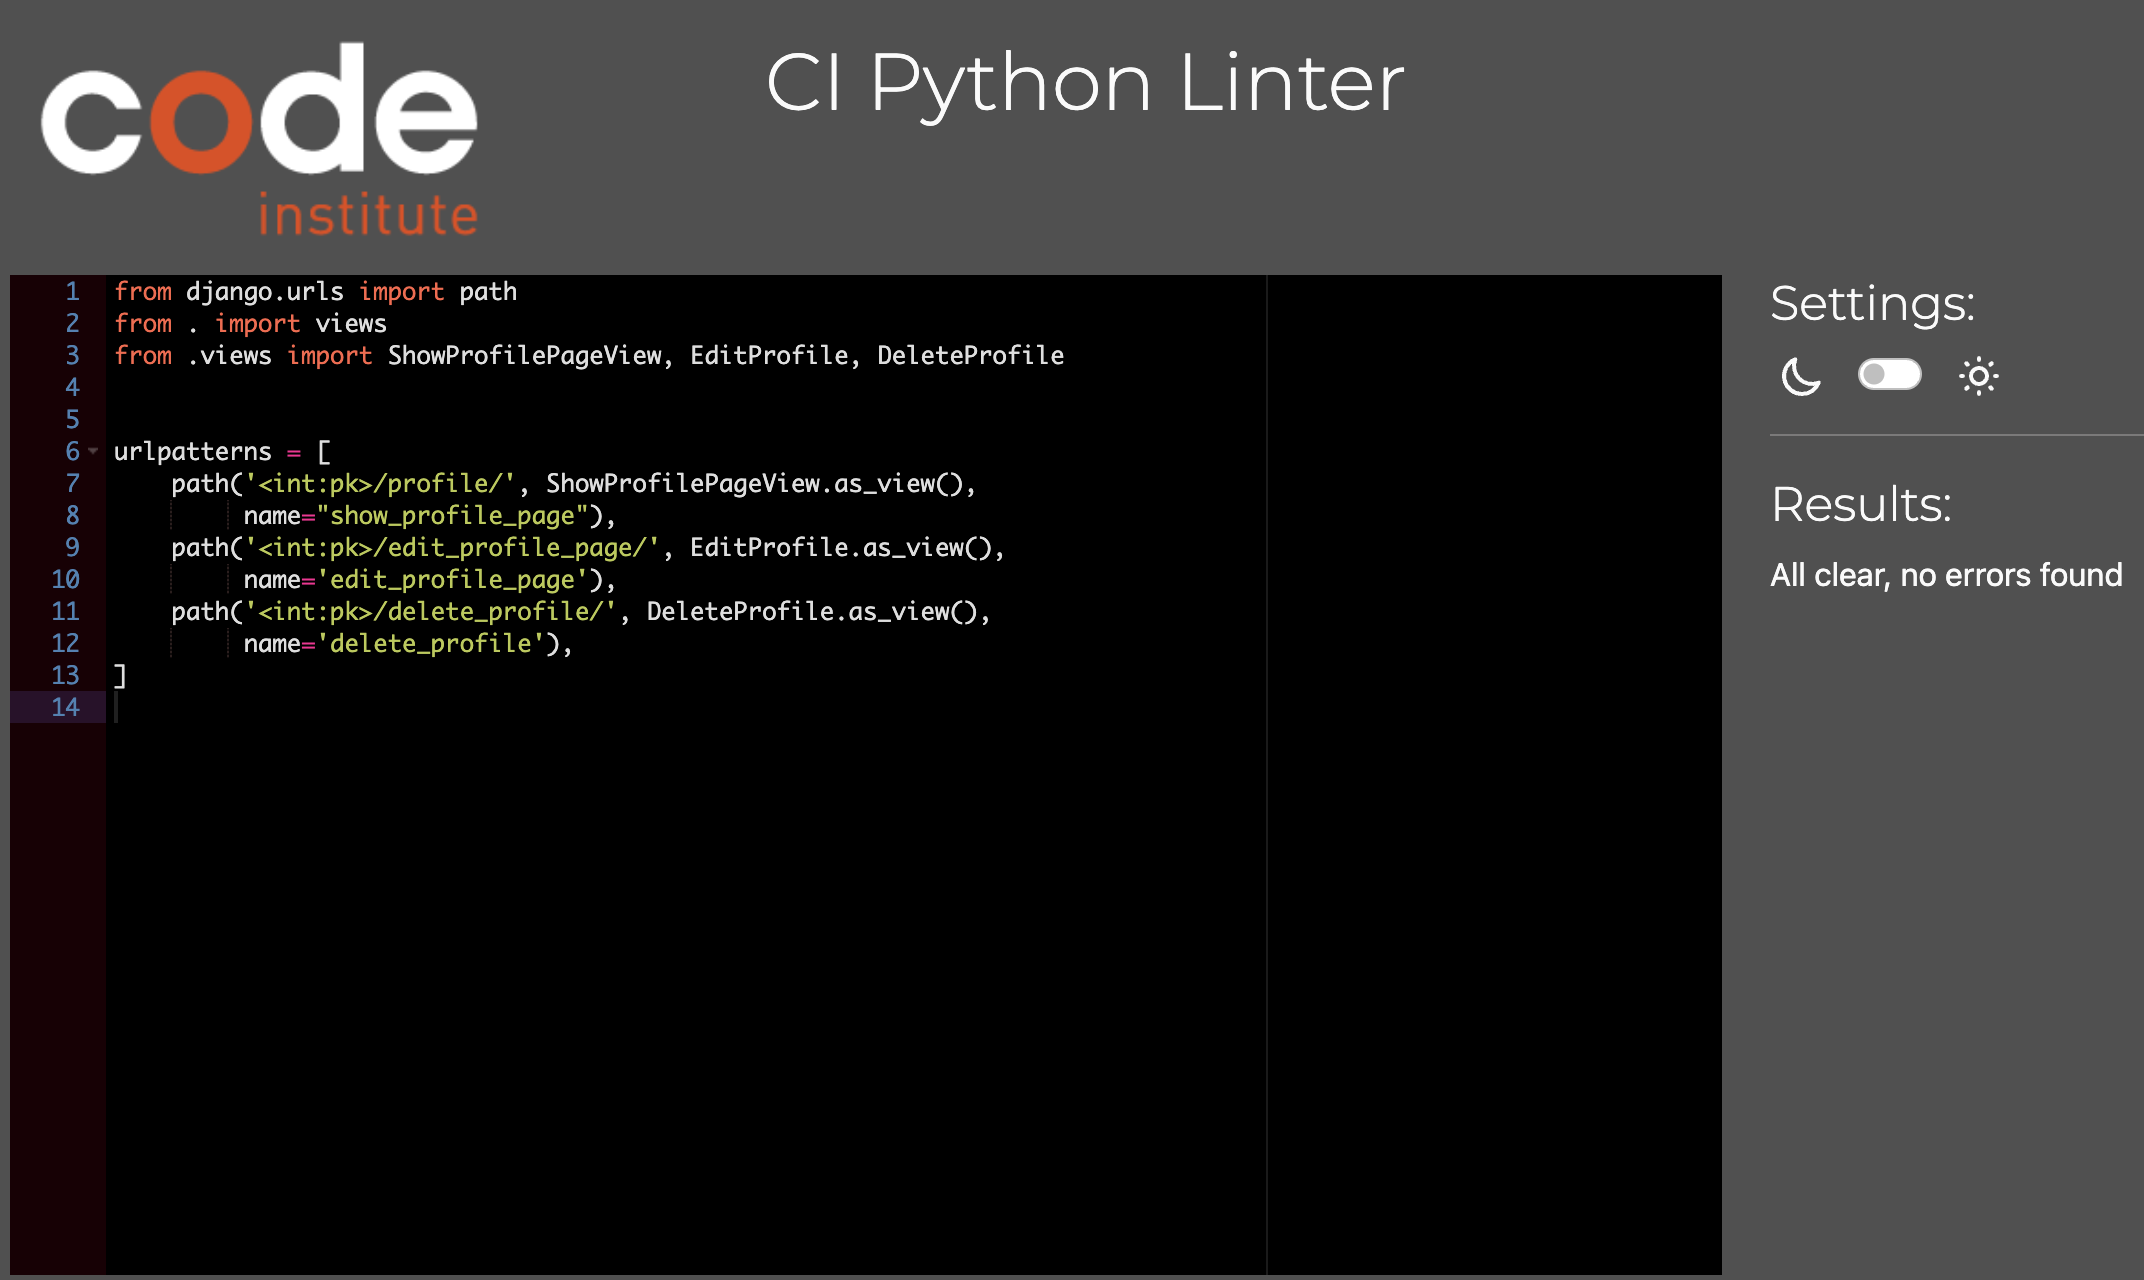 code
institute
CI Python Linter
1 from django.urls import path
2 from . import views
3 from .views import ShowProfilePageView, EditProfile, DeleteProfile
4
5
6 urlpatterns = [
7     path('<int:pk>/profile/', ShowProfilePageView.as_view(),
8          name="show_profile_page"),
9     path('<int:pk>/edit_profile_page/', EditProfile.as_view(),
10          name='edit_profile_page'),
11     path('<int:pk>/delete_profile/', DeleteProfile.as_view(),
12          name='delete_profile'),
13 ]
14
Settings:
Results:
All clear, no errors found